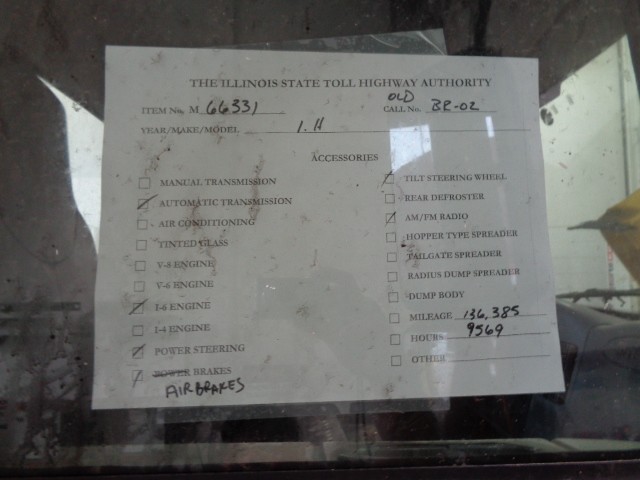 THE ILLINOIS STATE TOLL HIGHWAY AUTHORITY
ITEM No. M 66331 OLD CALL No. BR-02
YEAR/MAKE/MODEL I.H
ACCESSORIES
MANUAL TRANSMISSION
AUTOMATIC TRANSMISSION
AIR CONDITIONING
TINTED GLASS
V-8 ENGINE
V-6 ENGINE
I-6 ENGINE
I-4 ENGINE
POWER STEERING
POWER BRAKES
AIR BRAKES
TILT STEERING WHEEL
REAR DEFROSTER
AM/FM RADIO
HOPPER TYPE SPREADER
TAILGATE SPREADER
RADIUS DUMP SPREADER
DUMP BODY
MILEAGE 136,385
HOURS 9569
OTHER